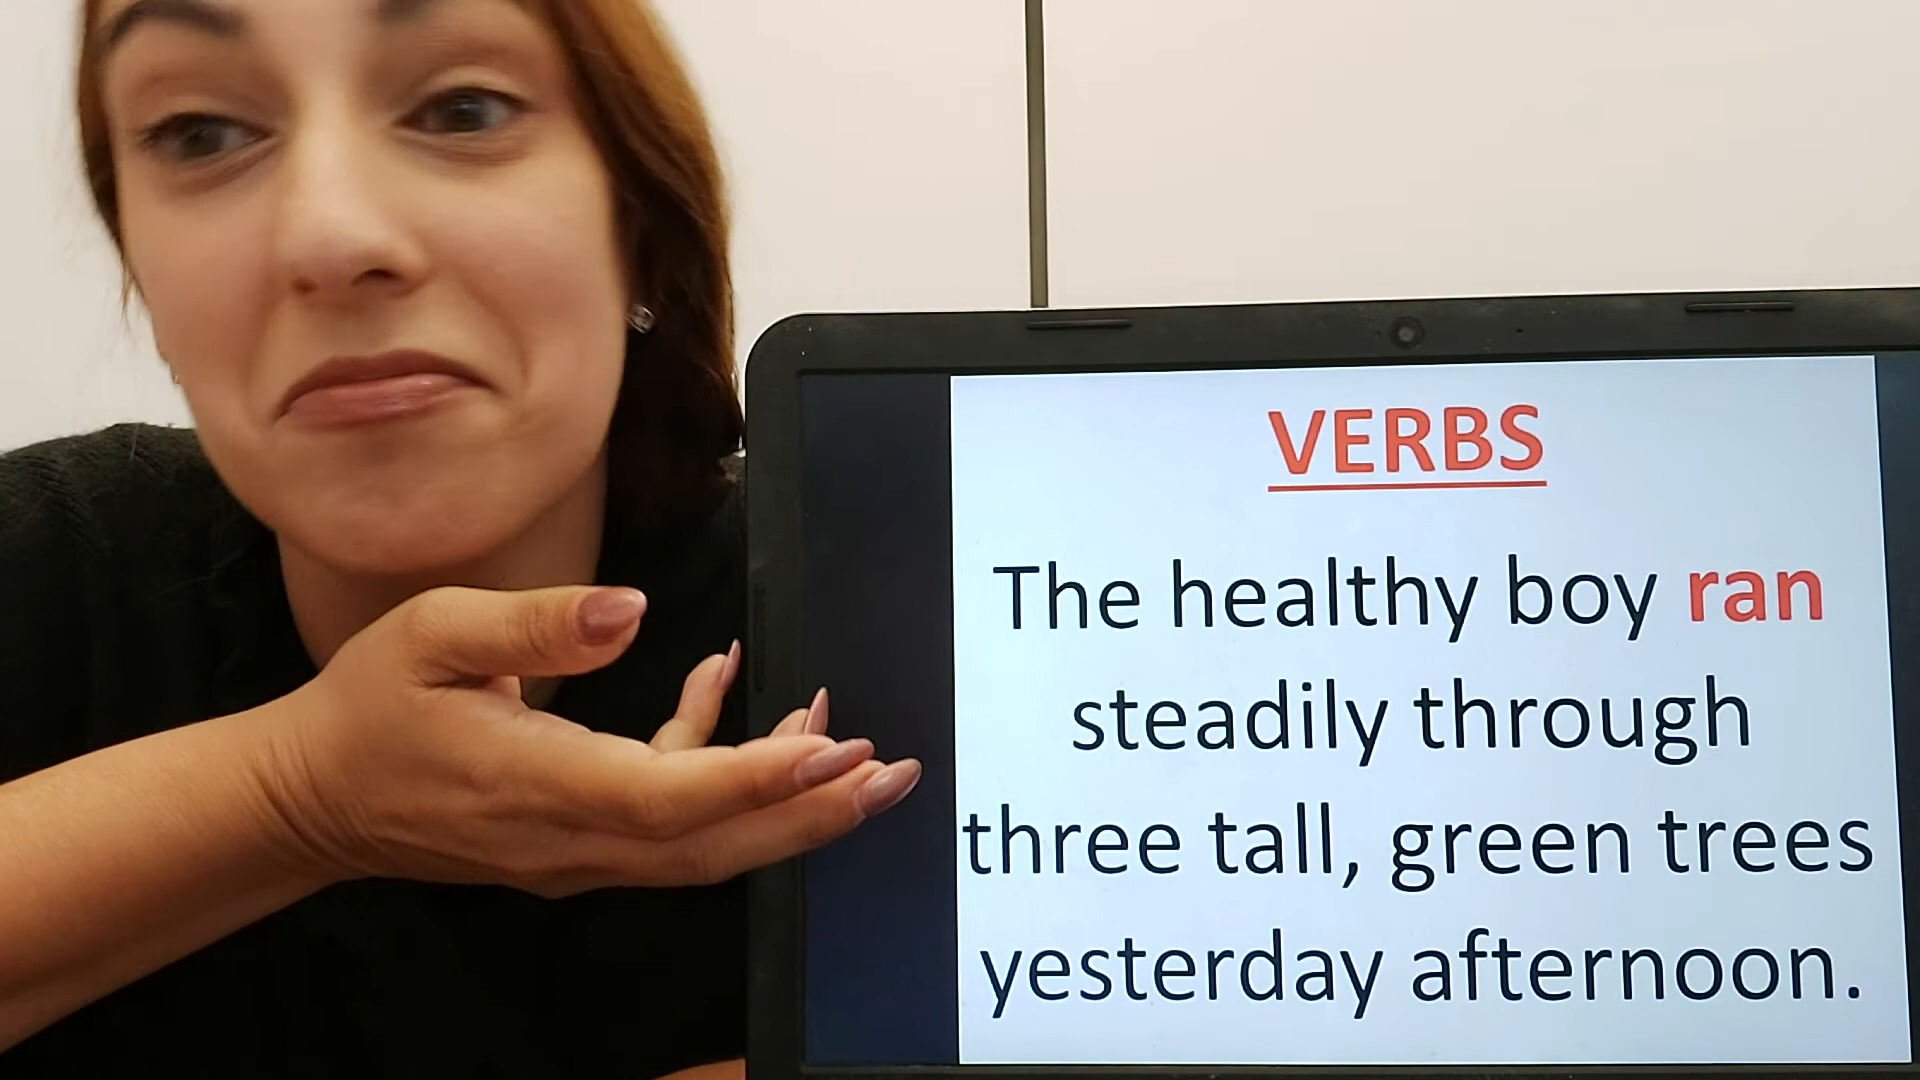 VERBS
The healthy boy ran
steadily through
three tall, green trees
yesterday afternoon.